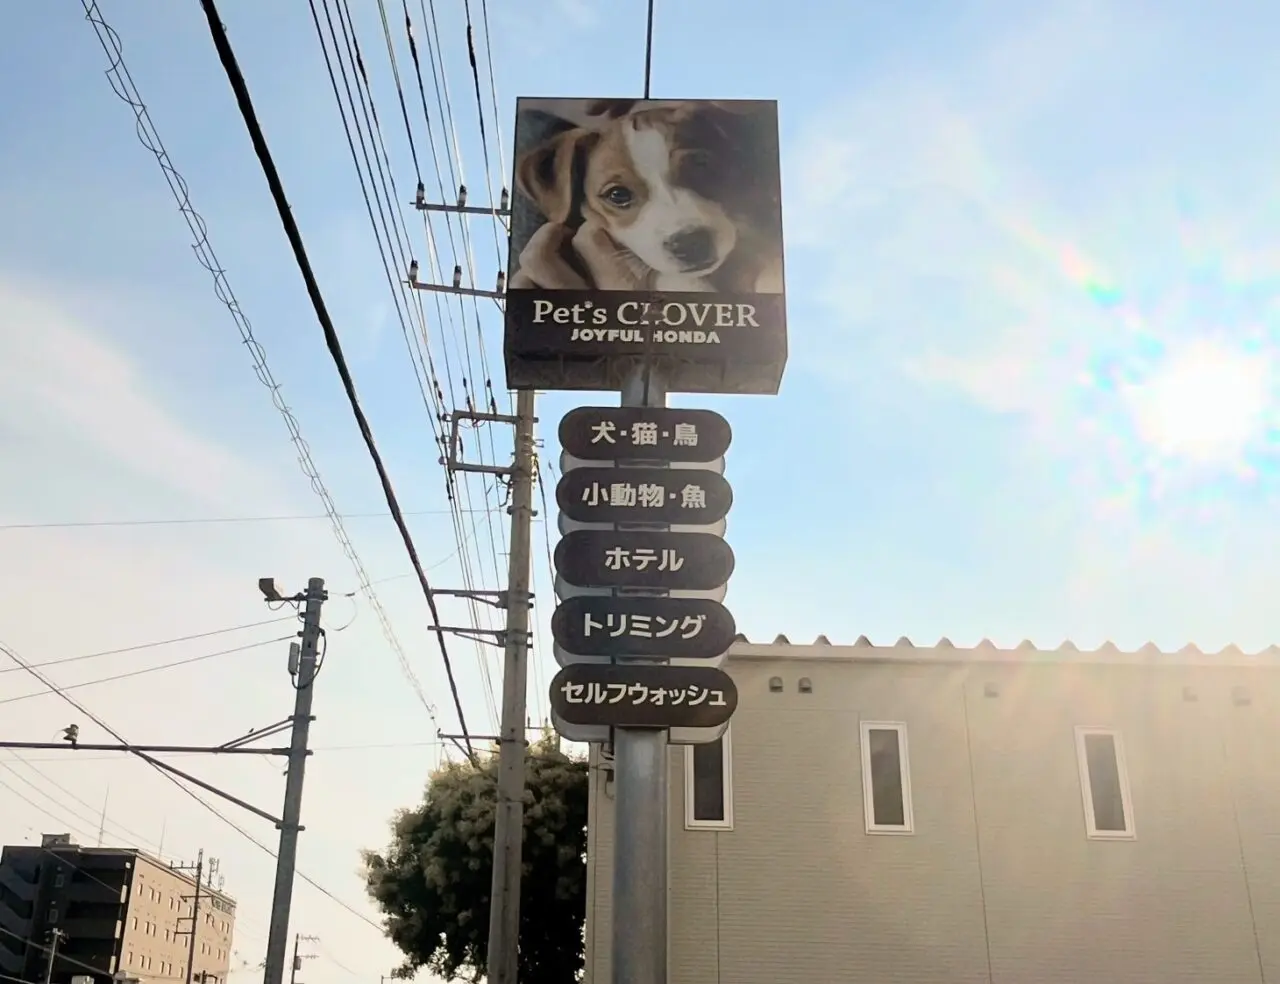 Pet's CLOVER
JOYFUL HONDA
犬・猫・鳥
小動物・魚
ホテル
トリミング
セルフウォッシュ